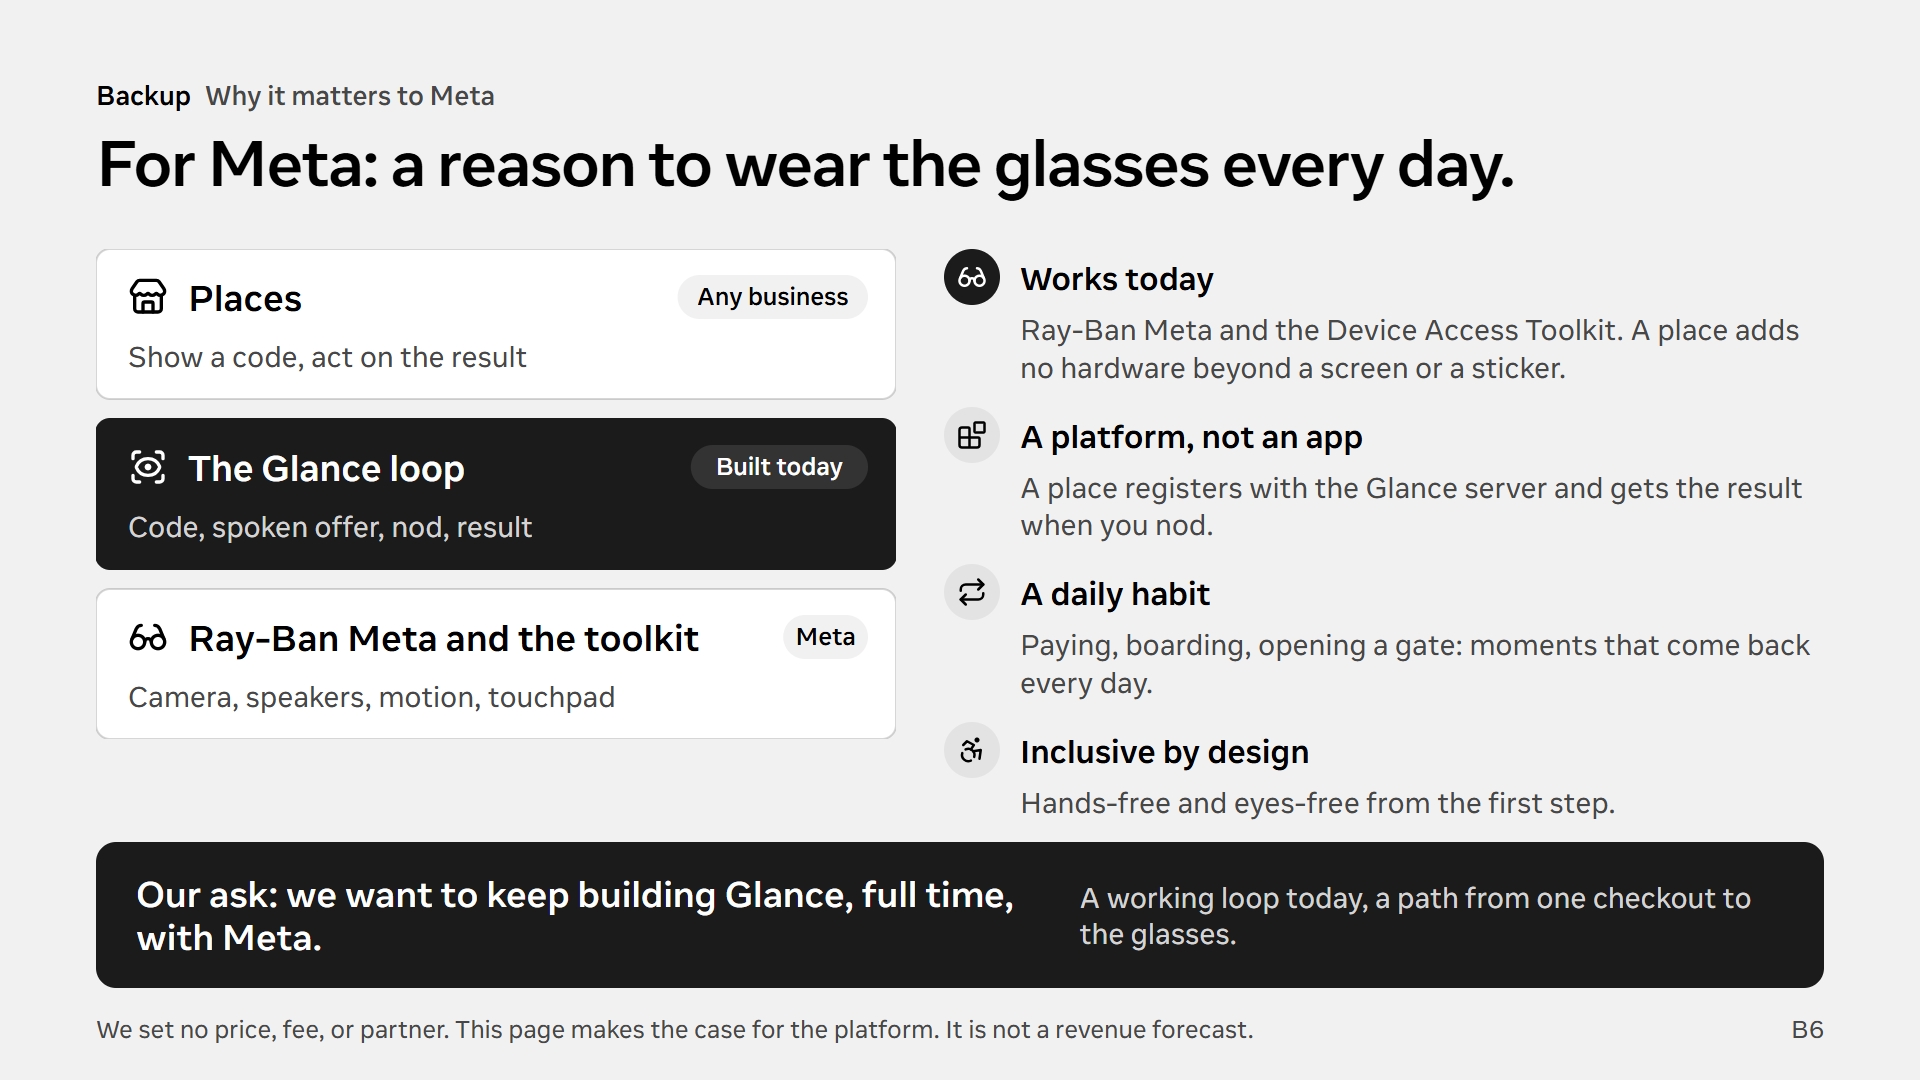 Backup Why it matters to Meta
For Meta: a reason to wear the glasses every day.
Places
Any business
Show a code, act on the result
The Glance loop
Built today
Code, spoken offer, nod, result
Ray-Ban Meta and the toolkit
Meta
Camera, speakers, motion, touchpad
Works today
Ray-Ban Meta and the Device Access Toolkit. A place adds
no hardware beyond a screen or a sticker.
A platform, not an app
A place registers with the Glance server and gets the result
when you nod.
A daily habit
Paying, boarding, opening a gate: moments that come back
every day.
Inclusive by design
Hands-free and eyes-free from the first step.
Our ask: we want to keep building Glance, full time,
with Meta.
A working loop today, a path from one checkout to
the glasses.
We set no price, fee, or partner. This page makes the case for the platform. It is not a revenue forecast.
B6